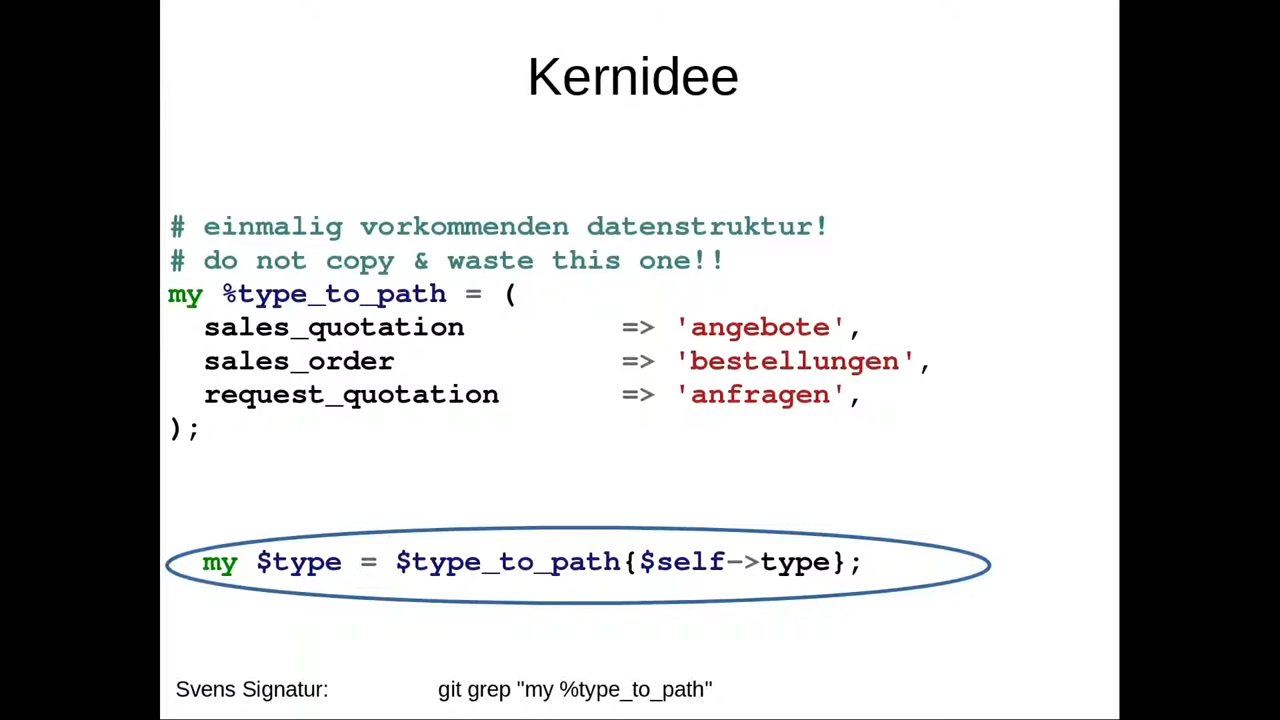 Kernidee
# einmalig vorkommenden datenstruktur!
# do not copy & waste this one!!
my %type_to_path = (
sales_quotation => 'angebote',
sales_order => 'bestellungen',
request_quotation => 'anfragen',
);
my $type = $type_to_path{$self->type};
Svens Signatur: git grep "my %type_to_path"